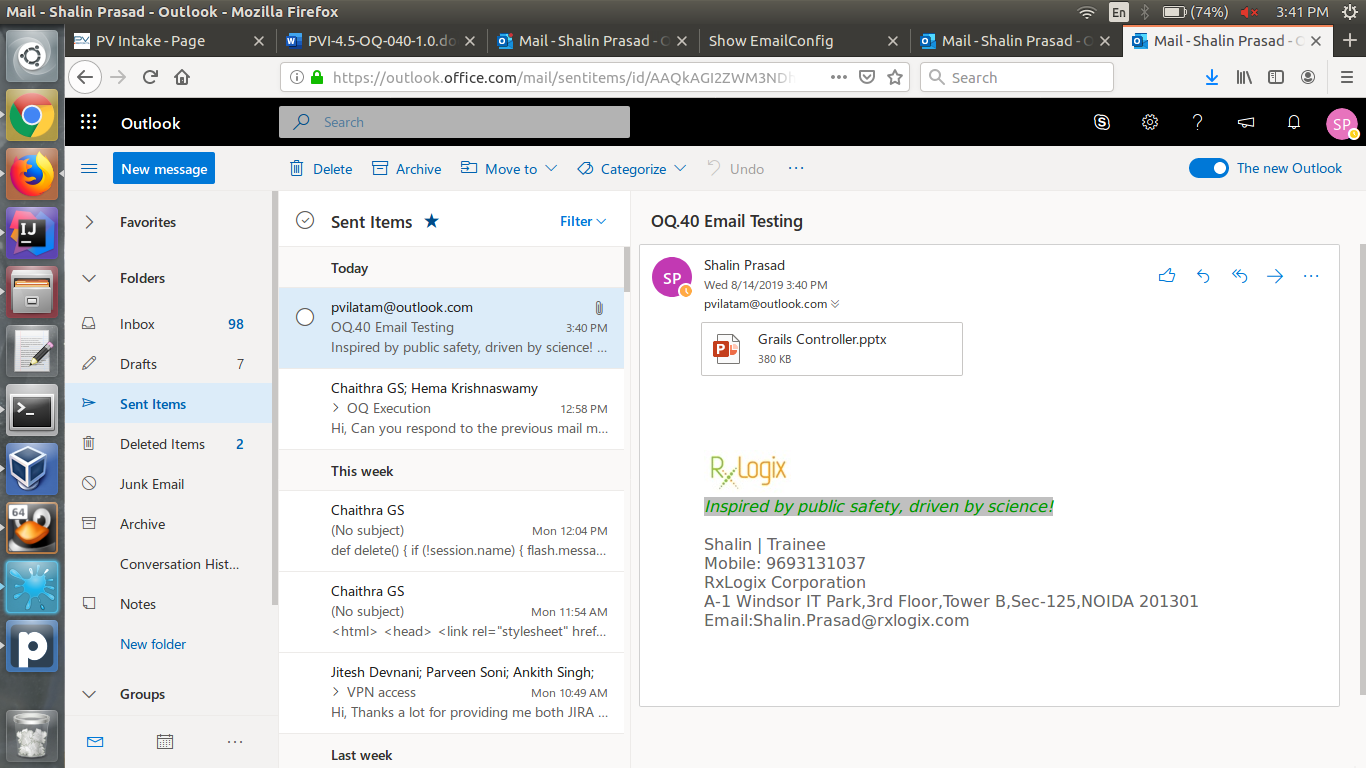 Mail - Shalin Prasad - Outlook - Mozilla Firefox
En
(74%)
3:41 PM
PV Intake - Page
PVI-4.5-OQ-040-1.0.do
Mail - Shalin Prasad - O
Show EmailConfig
Mail - Shalin Prasad - O
Mail - Shalin Prasad - O
https://outlook.office.com/mail/sentitems/id/AAQkAGI2ZWM3NDh
Search
Outlook
Search
SP
New message
Delete
Archive
Move to
Categorize
Undo
The new Outlook
Favorites
Folders
Inbox 98
Drafts 7
Sent Items
Deleted Items 2
Junk Email
Archive
Conversation Hist...
Notes
New folder
Groups
Sent Items
Filter
Today
pvilatam@outlook.com
OQ.40 Email Testing 3:40 PM
Inspired by public safety, driven by science! ...
Chaithra GS; Hema Krishnaswamy
> OQ Execution 12:58 PM
Hi, Can you respond to the previous mail m...
This week
Chaithra GS
(No subject) Mon 12:04 PM
def delete() { if (!session.name) { flash.messa...
Chaithra GS
(No subject) Mon 11:54 AM
<html> <head> <link rel="stylesheet" href...
Jitesh Devnani; Parveen Soni; Ankith Singh;
> VPN access Mon 10:49 AM
Hi, Thanks a lot for providing me both JIRA ...
Last week
OQ.40 Email Testing
SP
Shalin Prasad
Wed 8/14/2019 3:40 PM
pvilatam@outlook.com
Grails Controller.pptx
380 KB
RxLogix
Inspired by public safety, driven by science!
Shalin | Trainee
Mobile: 9693131037
RxLogix Corporation
A-1 Windsor IT Park,3rd Floor,Tower B,Sec-125,NOIDA 201301
Email:Shalin.Prasad@rxlogix.com
64